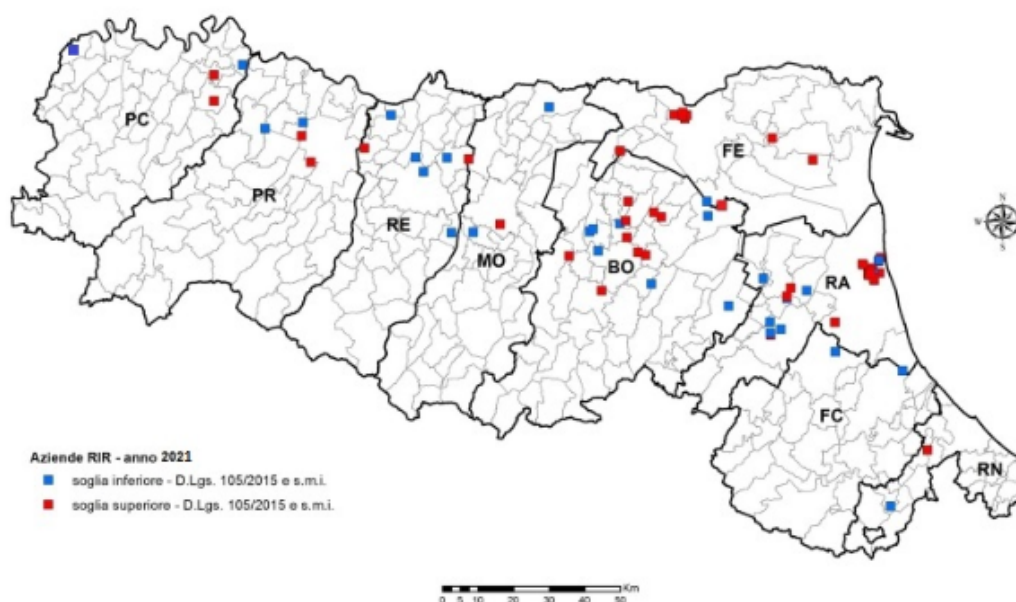 PC
PR
RE
MO
BO
FE
RA
FC
RN
N
W
E
S
Aziende RIR - anno 2021
soglia inferiore - D.Lgs. 105/2015 e s.m.i.
soglia superiore - D.Lgs. 105/2015 e s.m.i.
Km
0 5 10 20 30 40 50